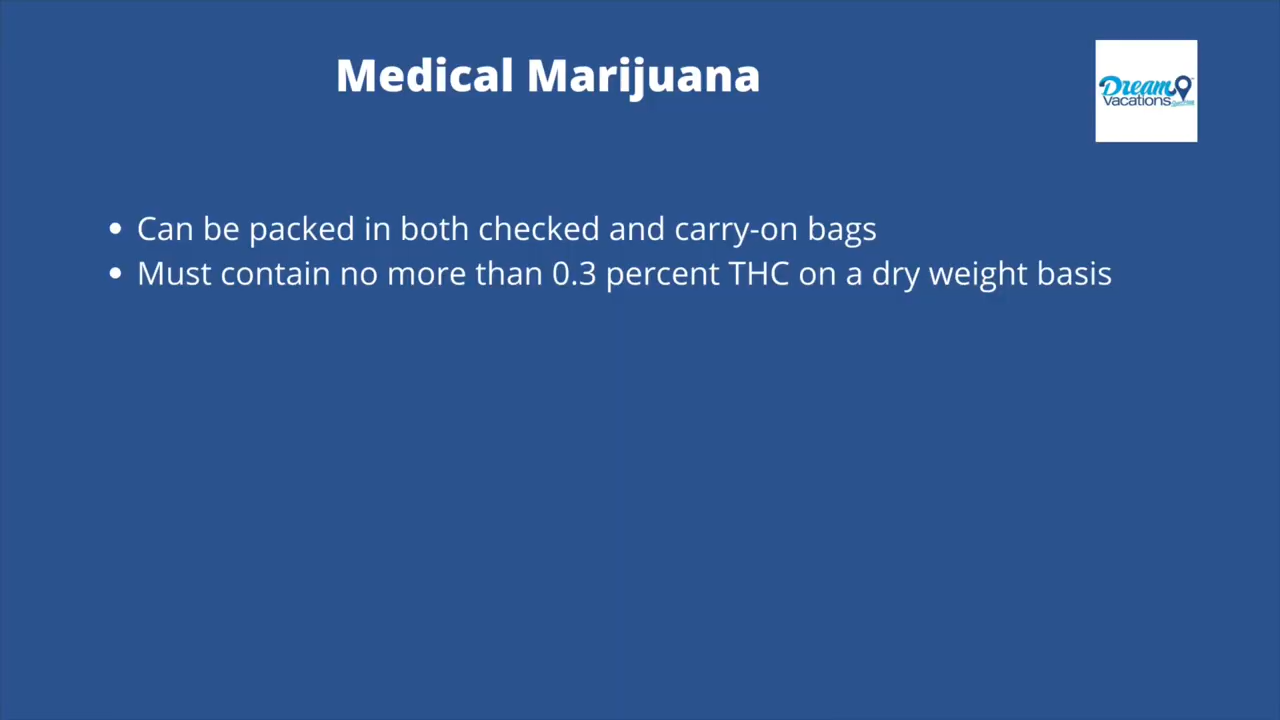 Medical Marijuana
Dream
Vacations
• Can be packed in both checked and carry-on bags
• Must contain no more than 0.3 percent THC on a dry weight basis